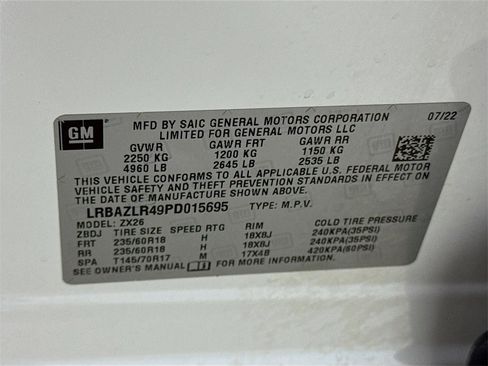 GM
MFD BY SAIC GENERAL MOTORS CORPORATION 07/22
LIMITED FOR GENERAL MOTORS LLC
GVWR GAWR FRT GAWR RR
2250 KG 1200 KG 1150 KG
4960 LB 2645 LB 2535 LB
THIS VEHICLE CONFORMS TO ALL APPLICABLE U.S. FEDERAL MOTOR
VEHICLE SAFETY AND THEFT PREVENTION STANDARDS IN EFFECT ON
THE DATE OF MANUFACTURE SHOWN ABOVE.
LRBAZLR49PD015695 TYPE: M.P.V.
MODEL: ZX26
ZBDJ TIRE SIZE SPEED RTG RIM COLD TIRE PRESSURE
FRT 235/60R18 H 18X8J 240KPA(35PSI)
RR 235/60R18 H 18X8J 240KPA(35PSI)
SPA T145/70R17 M 17X4B 420KPA(60PSI)
SEE OWNER'S MANUAL FOR MORE INFORMATION